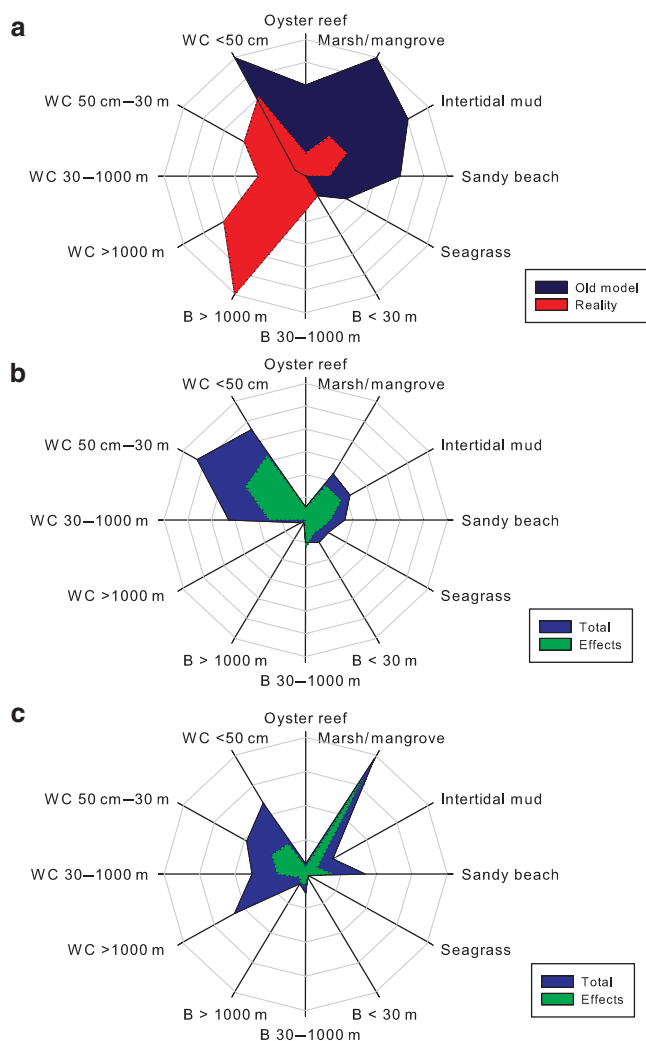 a
Oyster reef
WC <50 cm
Marsh/mangrove
WC 50 cm–30 m
Intertidal mud
WC 30–1000 m
Sandy beach
WC >1000 m
Seagrass
B > 1000 m
B < 30 m
B 30–1000 m
Old model
Reality
b
Oyster reef
WC <50 cm
Marsh/mangrove
WC 50 cm–30 m
Intertidal mud
WC 30–1000 m
Sandy beach
WC >1000 m
Seagrass
B > 1000 m
B < 30 m
B 30–1000 m
Total
Effects
c
Oyster reef
WC <50 cm
Marsh/mangrove
WC 50 cm–30 m
Intertidal mud
WC 30–1000 m
Sandy beach
WC >1000 m
Seagrass
B > 1000 m
B < 30 m
B 30–1000 m
Total
Effects